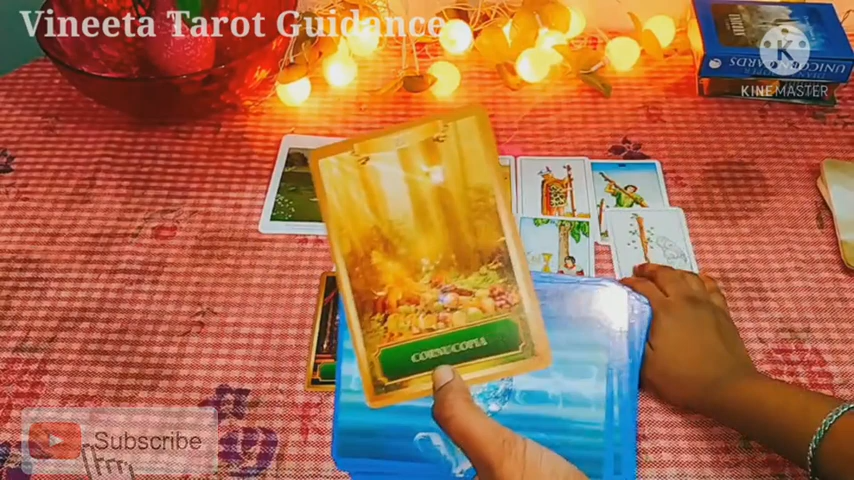 Vineeta Tarot Guidance
UNICORN CARDS
KINEMASTER
CORNUCOPIA
Subscribe